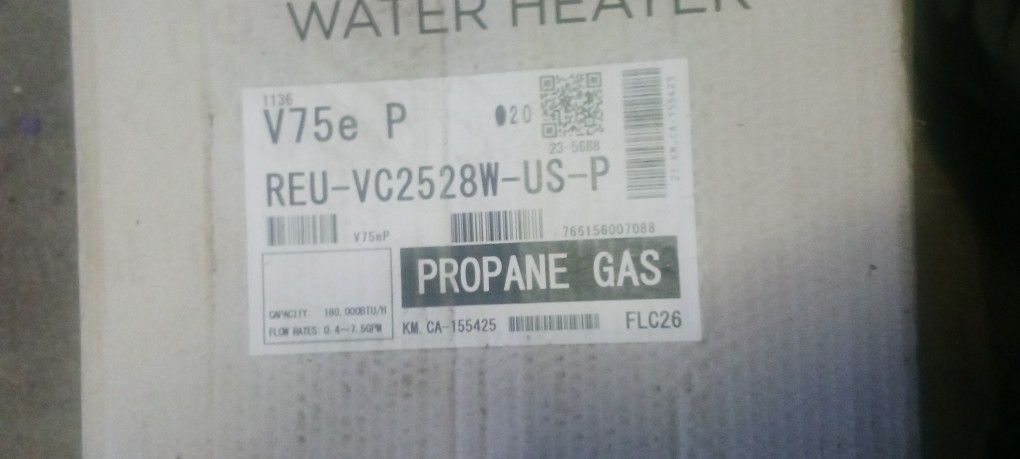 WATER HEATER
1136
V75e P
20
23-5688
REU-VC2528W-US-P
V75eP
766156007088
PROPANE GAS
CAPACITY: 180,000BTU/H
FLOW RATES 0.4~7.5GPM
KM. CA-155425
FLC26